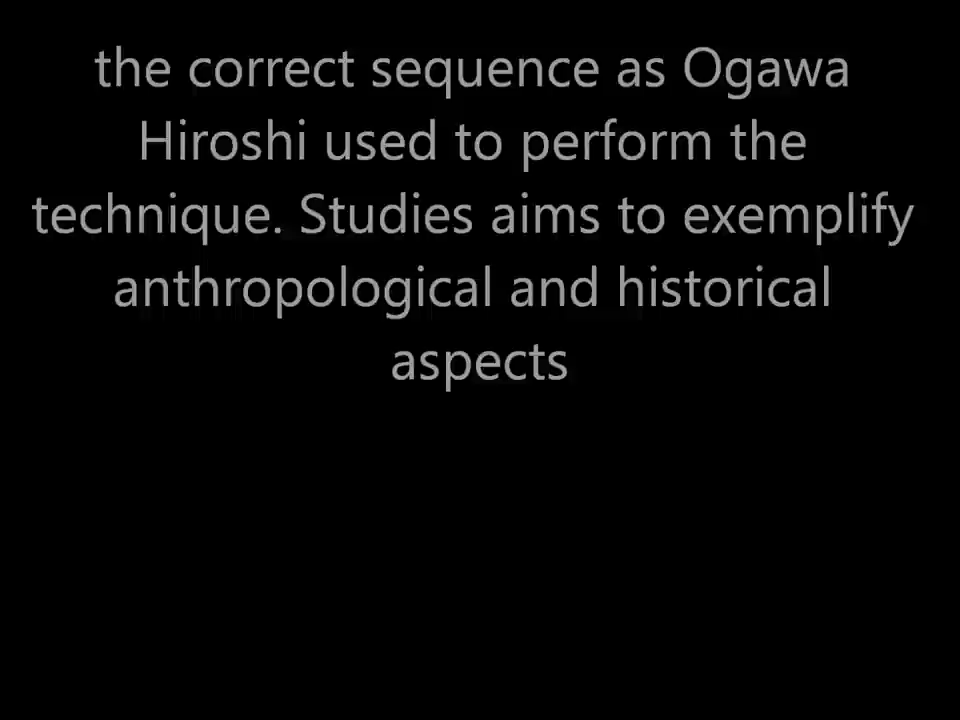 the correct sequence as Ogawa
Hiroshi used to perform the
technique. Studies aims to exemplify
anthropological and historical
aspects